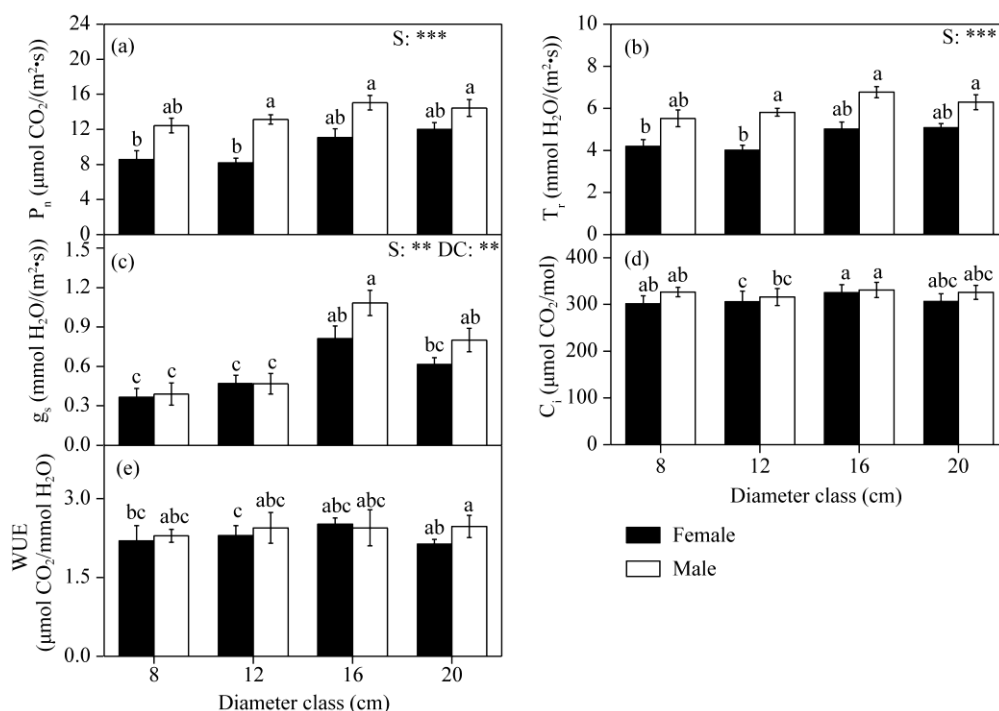 (a)
S: ***
24
20
16
12
8
4
0
Pn (μmol CO2/(m²•s))
b ab b a ab a ab a
(b)
S: ***
10
8
6
4
2
0
Tr (mmol H2O/(m²•s))
b ab b a ab a ab a
(c)
S: ** DC: **
1.5
1.2
0.9
0.6
0.3
0.0
gs (mmol H2O/(m²•s))
c c c c ab a bc ab
(d)
400
300
200
100
0
Ci (μmol CO2/mol)
ab ab c bc a a abc abc
8 12 16 20
Diameter class (cm)
(e)
3.0
1.5
0.0
WUE
(μmol CO2/mmol H2O)
bc abc c abc abc abc ab a
8 12 16 20
Diameter class (cm)
Female
Male